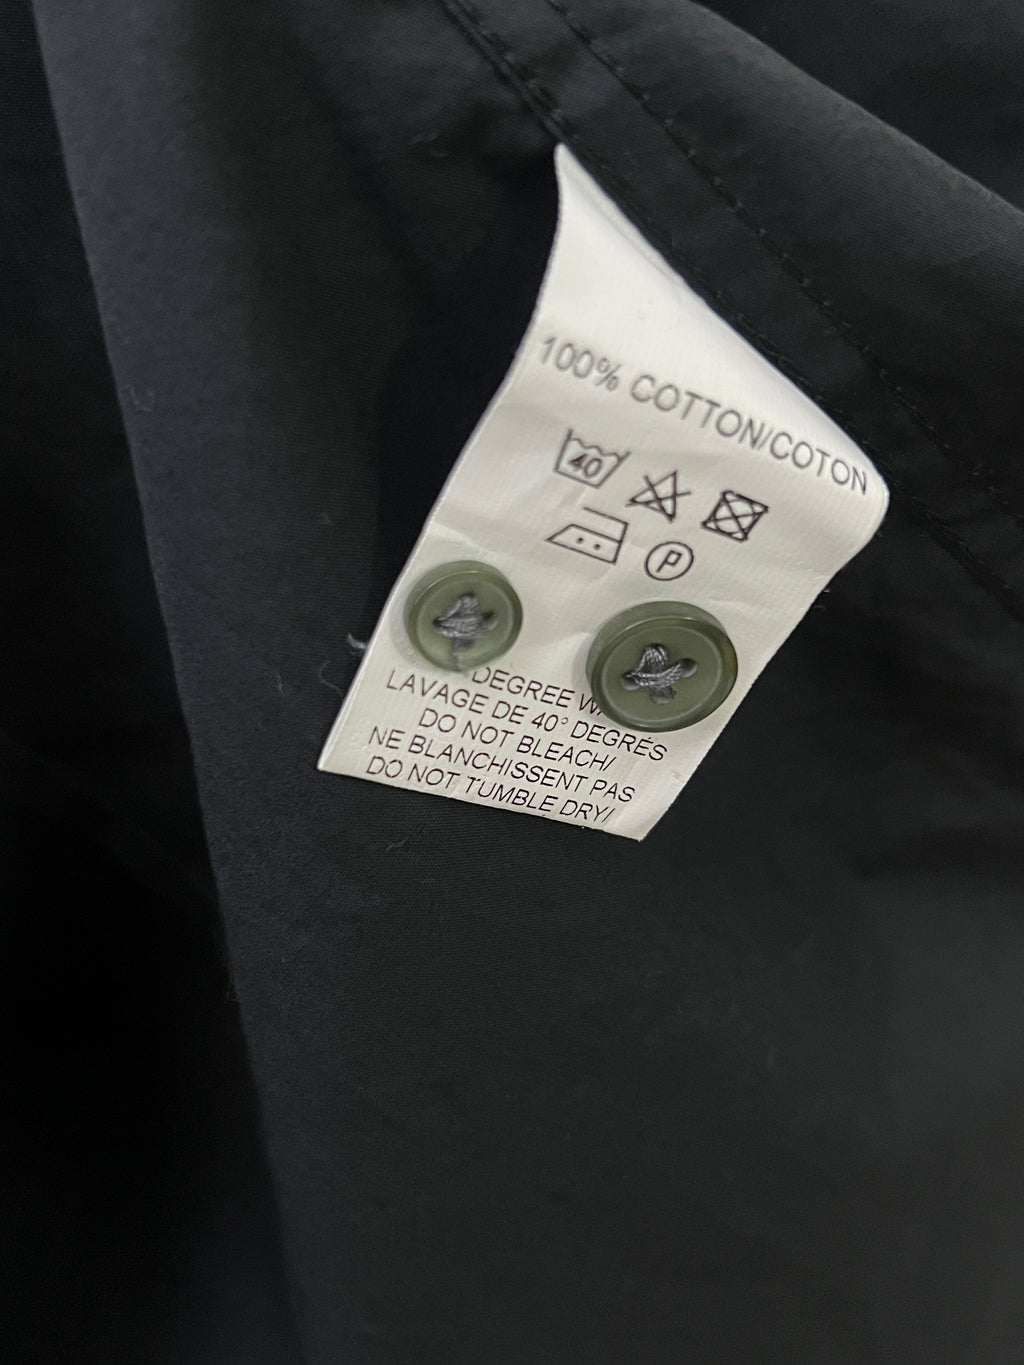 100% COTTON/COTON
40
P
DEGREE
LAVAGE DE 40° DEGRÉS
DO NOT BLEACH/
NE BLANCHISSENT PAS
DO NOT TUMBLE DRY/